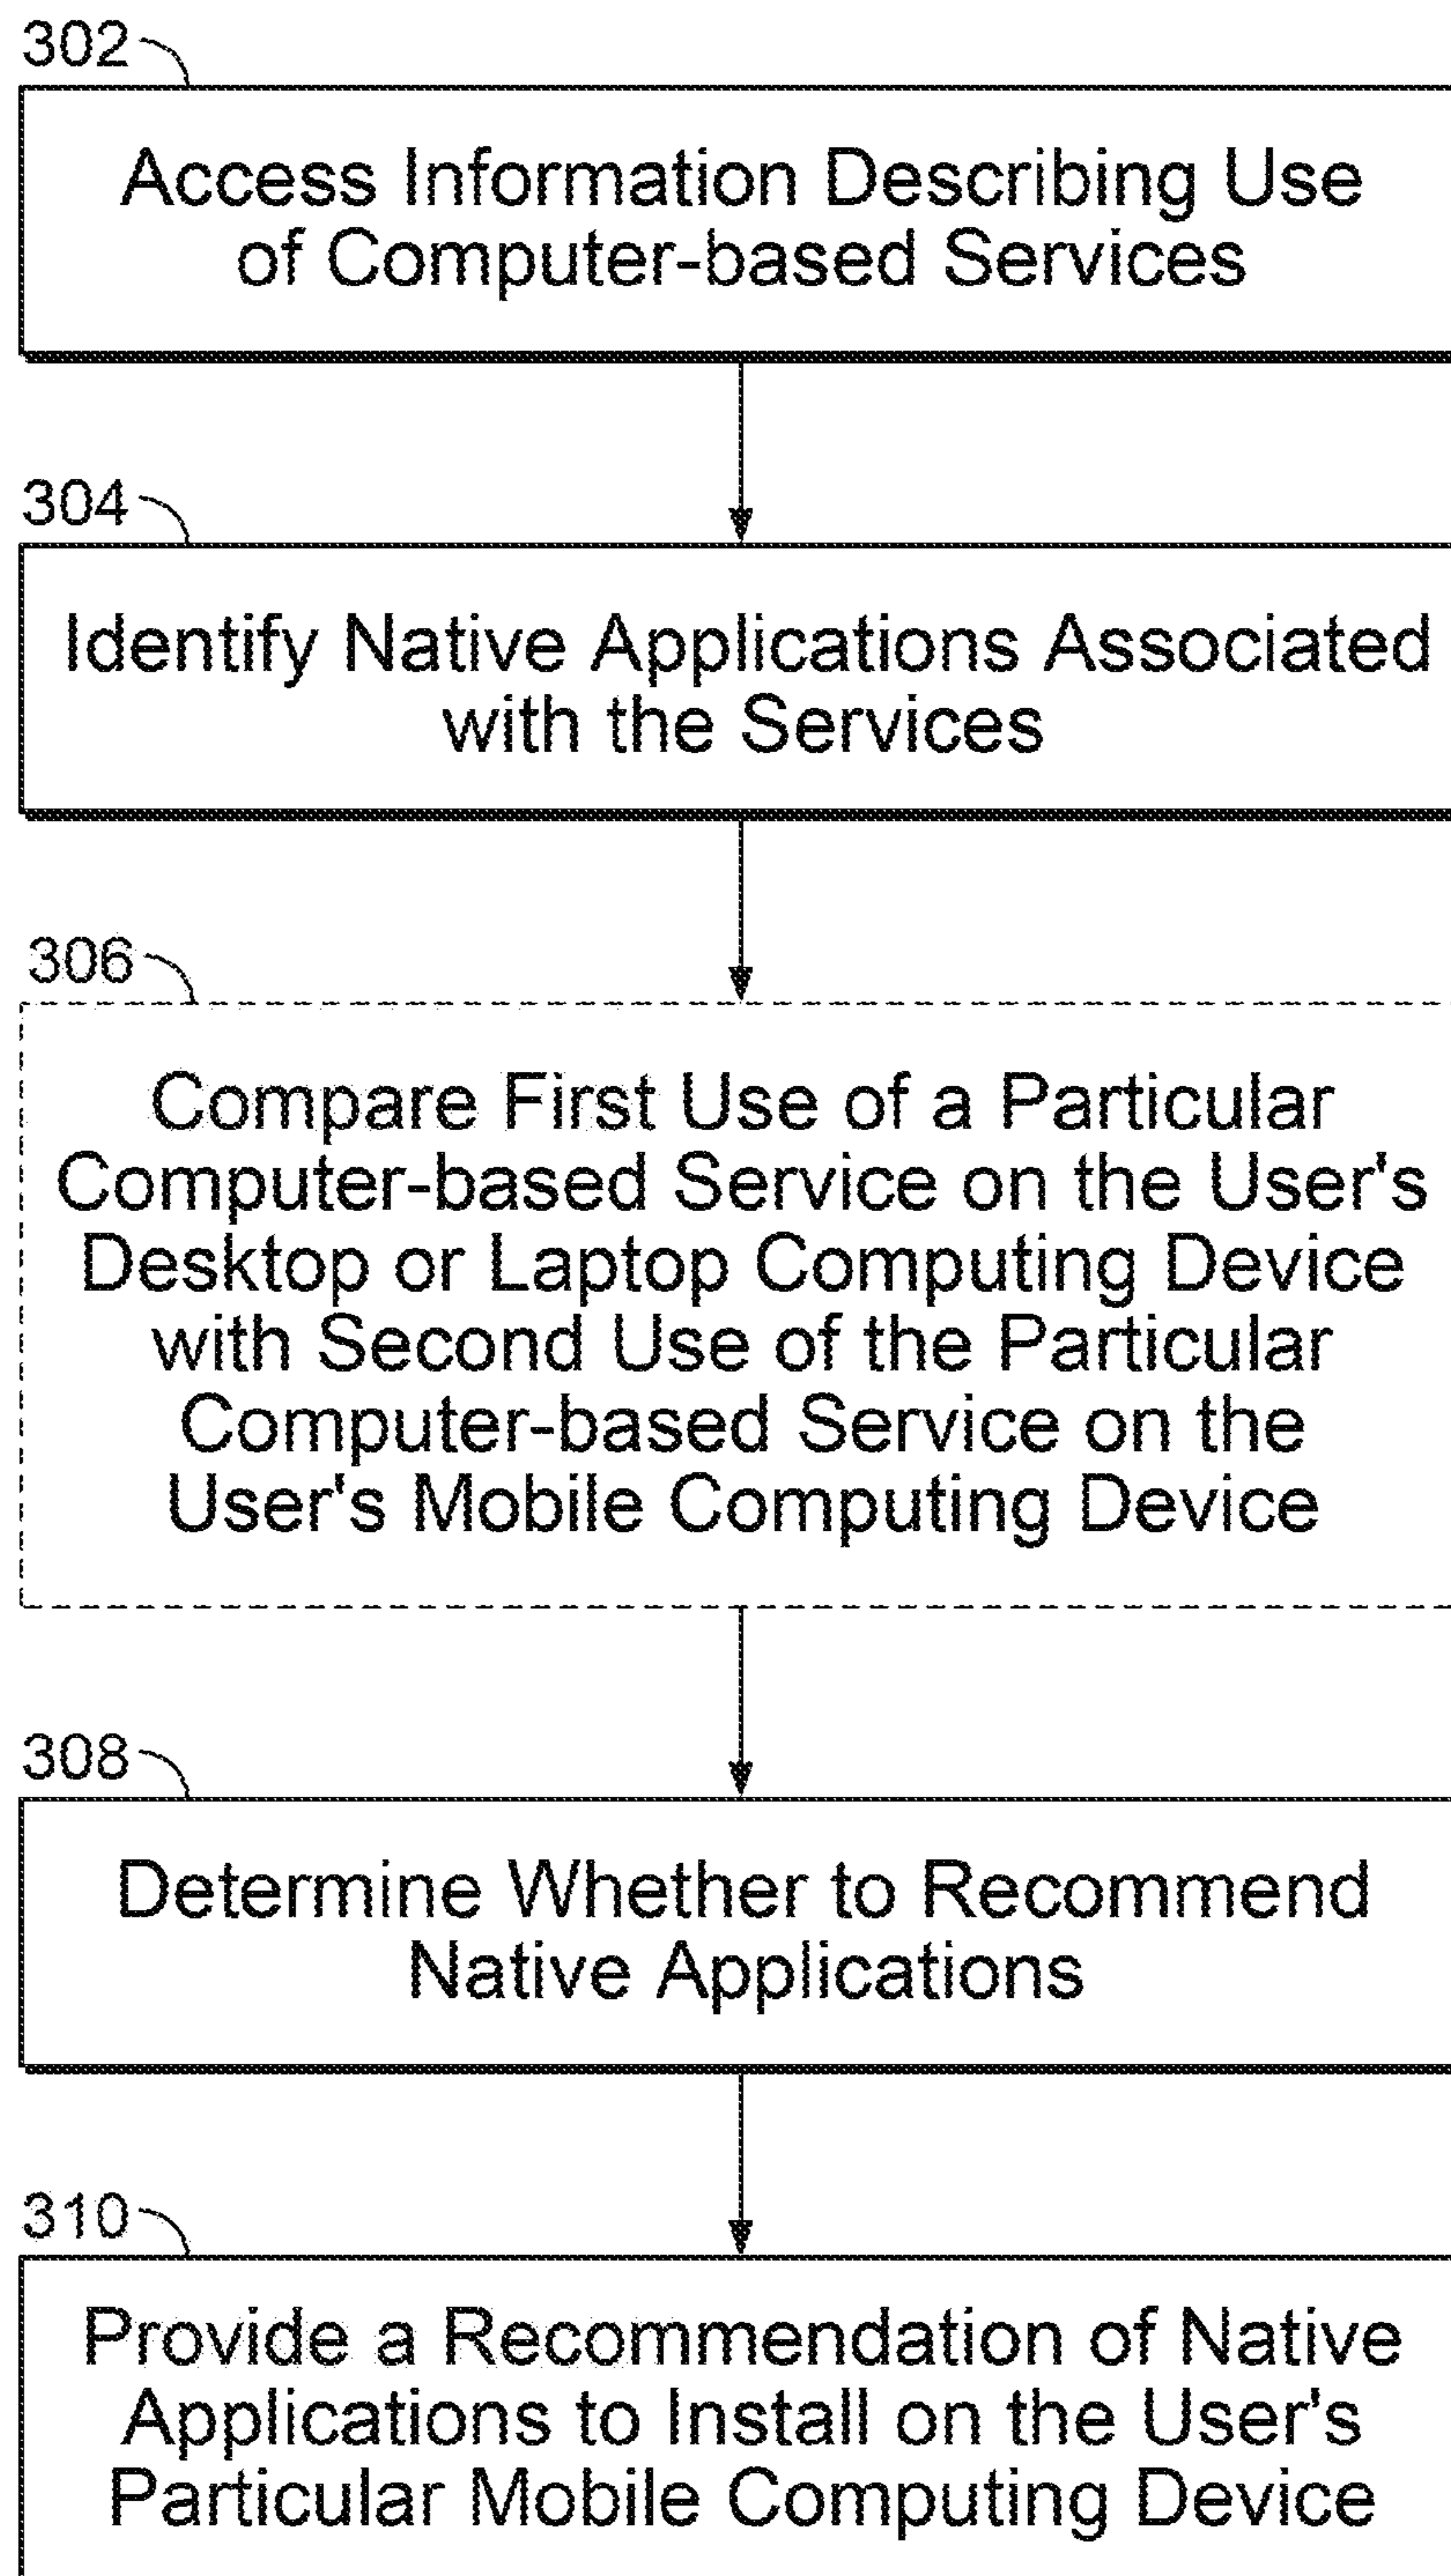 302
Access Information Describing Use
of Computer-based Services
304
Identify Native Applications Associated
with the Services
306
Compare First Use of a Particular
Computer-based Service on the User's
Desktop or Laptop Computing Device
with Second Use of the Particular
Computer-based Service on the
User's Mobile Computing Device
308
Determine Whether to Recommend
Native Applications
310
Provide a Recommendation of Native
Applications to Install on the User's
Particular Mobile Computing Device